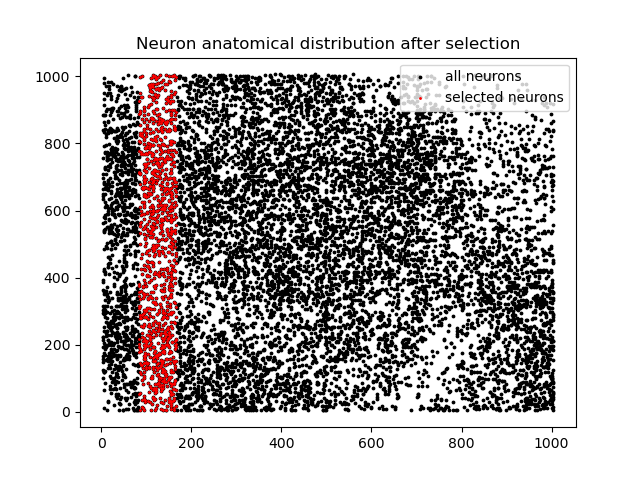 Neuron anatomical distribution after selection
all neurons
selected neurons
1000
800
600
400
200
0
0 200 400 600 800 1000